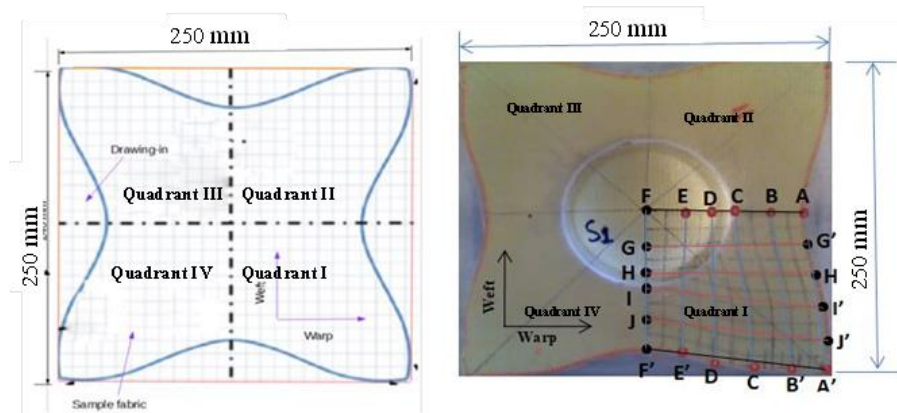 250 mm
Drawing-in
Quadrant III
Quadrant II
250 mm
Quadrant IV
Quadrant I
Weft
Warp
Sample fabric
250 mm
Quadrant III
Quadrant II
F E D C B A
S1
G G'
H H
I I'
J J'
Weft
Quadrant IV
Quadrant I
Warp
F' E' D C B' A'
250 mm